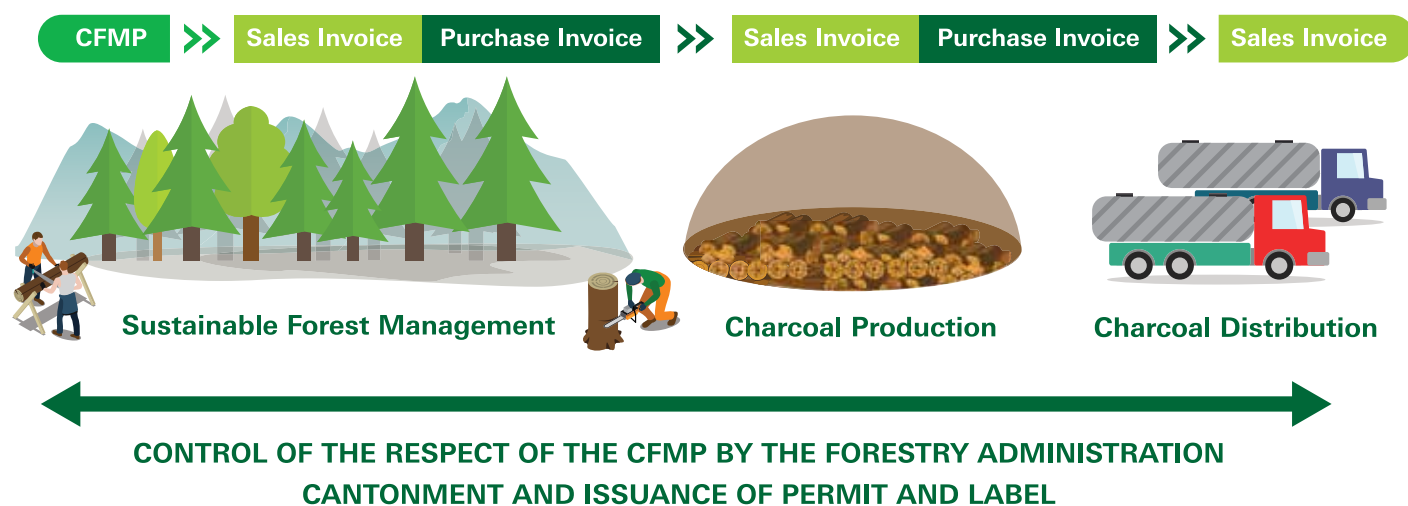 CFMP
Sales Invoice
Purchase Invoice
Sales Invoice
Purchase Invoice
Sales Invoice
Sustainable Forest Management
Charcoal Production
Charcoal Distribution
CONTROL OF THE RESPECT OF THE CFMP BY THE FORESTRY ADMINISTRATION
CANTONMENT AND ISSUANCE OF PERMIT AND LABEL